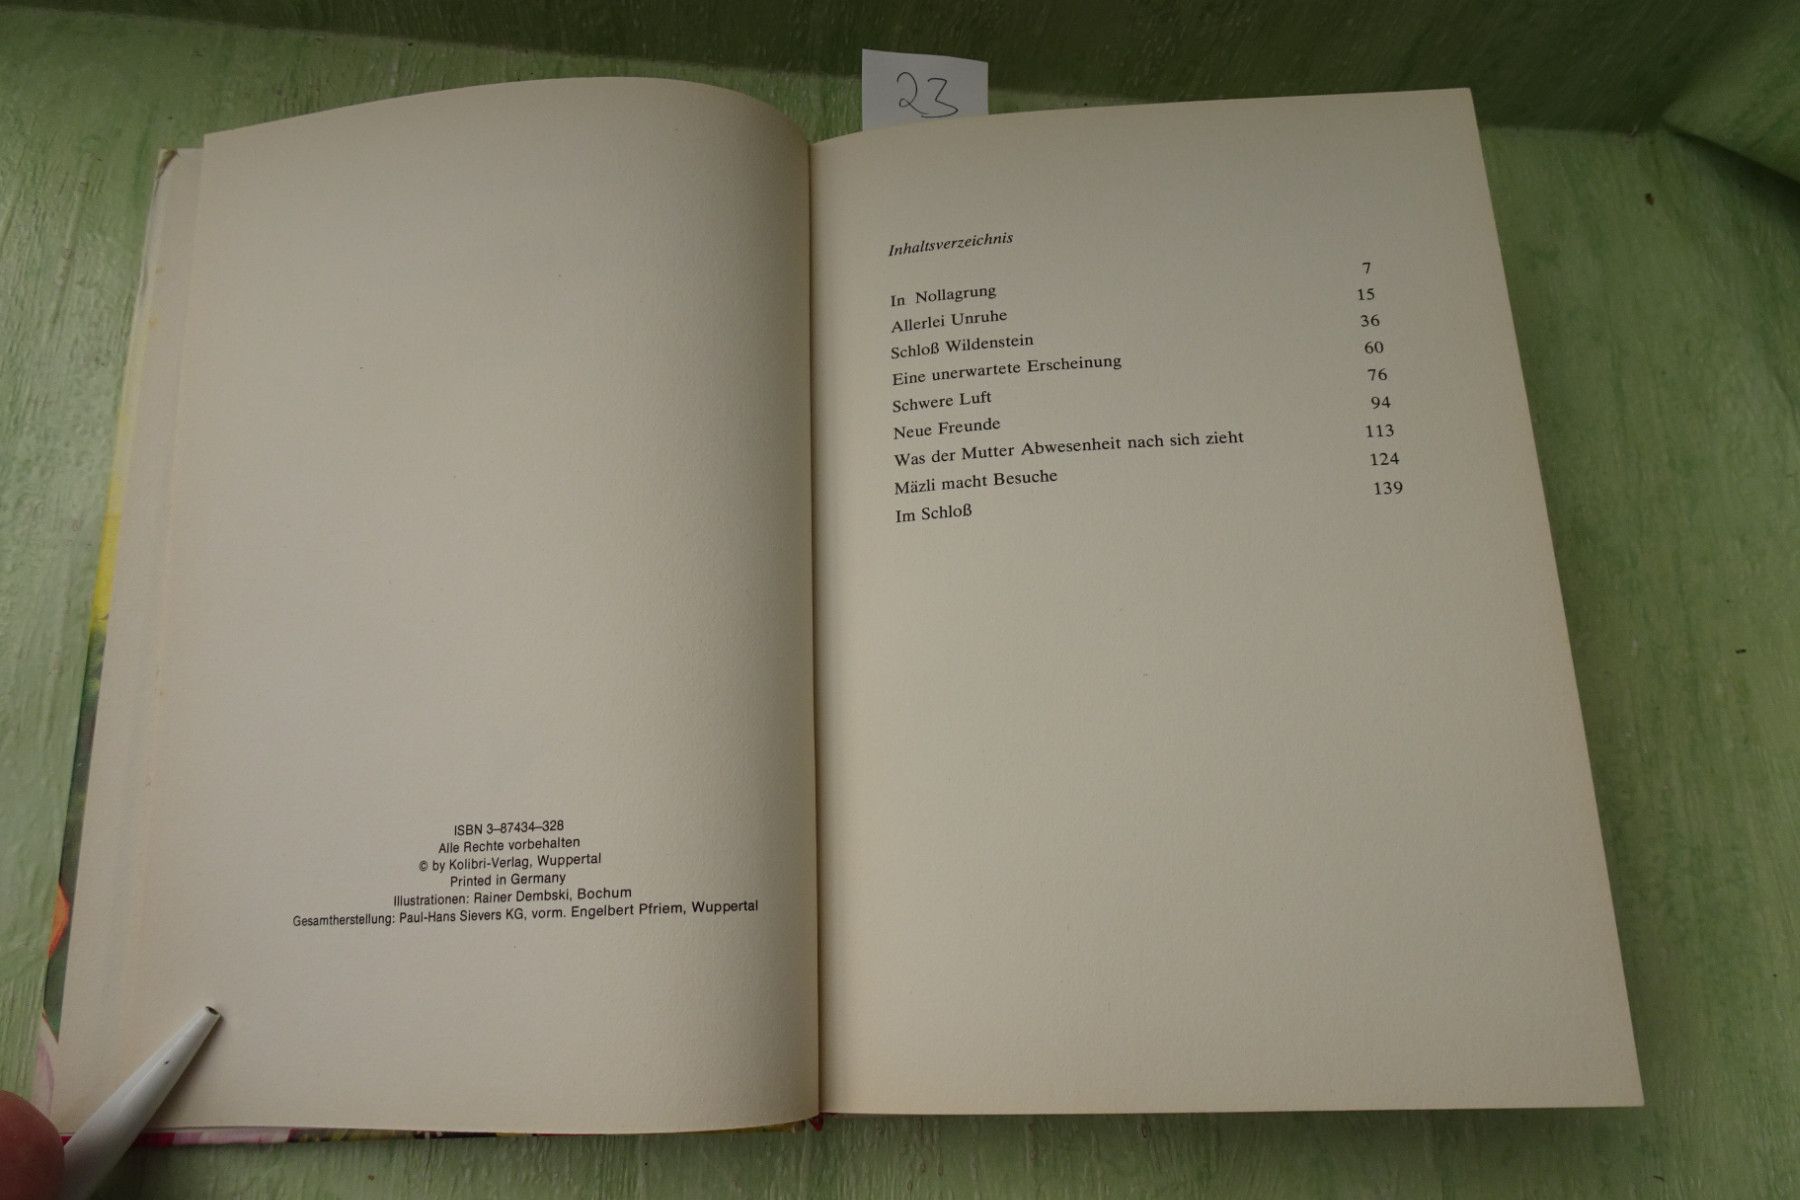 23
ISBN 3–87434–328
Alle Rechte vorbehalten
© by Kolibri-Verlag, Wuppertal
Printed in Germany
Illustrationen: Rainer Dembski, Bochum
Gesamtherstellung: Paul-Hans Sievers KG, vorm. Engelbert Pfriem, Wuppertal
Inhaltsverzeichnis
In Nollagrung 7
Allerlei Unruhe 15
Schloß Wildenstein 36
Eine unerwartete Erscheinung 60
Schwere Luft 76
Neue Freunde 94
Was der Mutter Abwesenheit nach sich zieht 113
Mäzli macht Besuche 124
Im Schloß 139